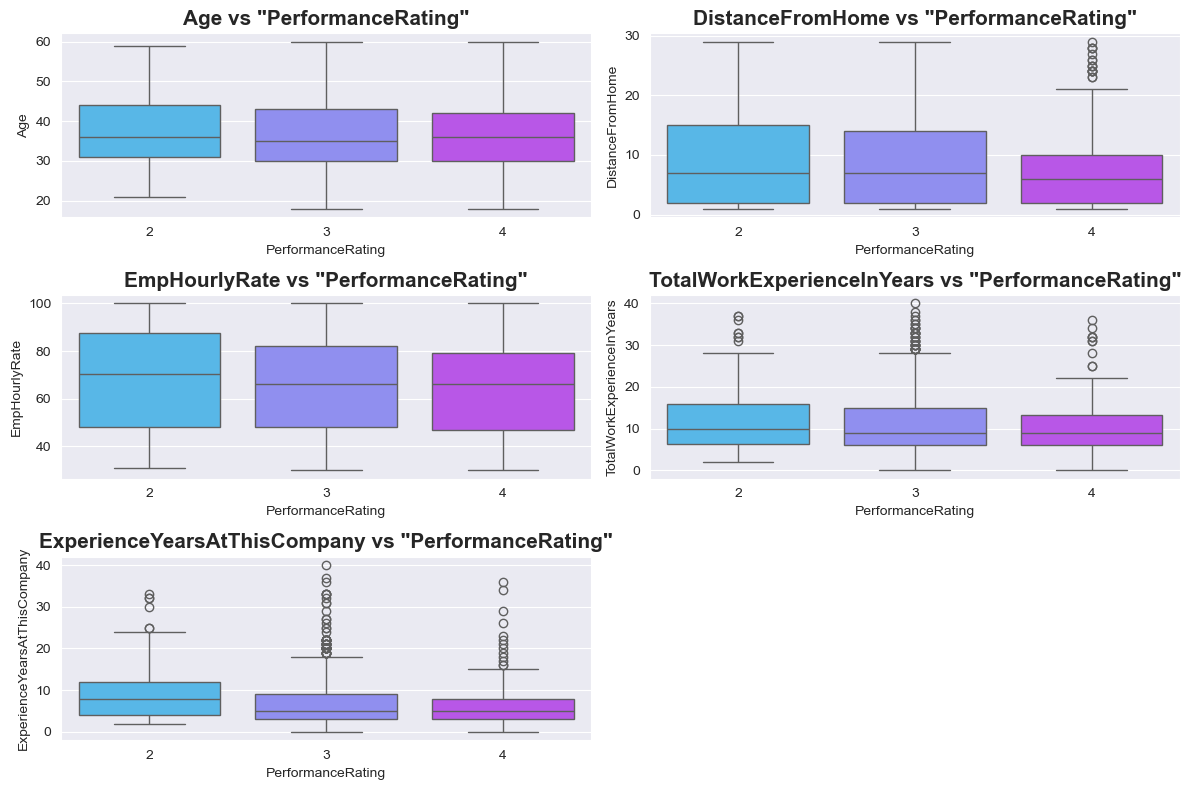 Age vs "PerformanceRating"
60
50
40
30
20
Age
2 3 4
PerformanceRating
DistanceFromHome vs "PerformanceRating"
30
20
10
0
DistanceFromHome
2 3 4
PerformanceRating
EmpHourlyRate vs "PerformanceRating"
100
80
60
40
EmpHourlyRate
2 3 4
PerformanceRating
TotalWorkExperienceInYears vs "PerformanceRating"
40
30
20
10
0
TotalWorkExperienceInYears
2 3 4
PerformanceRating
ExperienceYearsAtThisCompany vs "PerformanceRating"
40
30
20
10
0
ExperienceYearsAtThisCompany
2 3 4
PerformanceRating